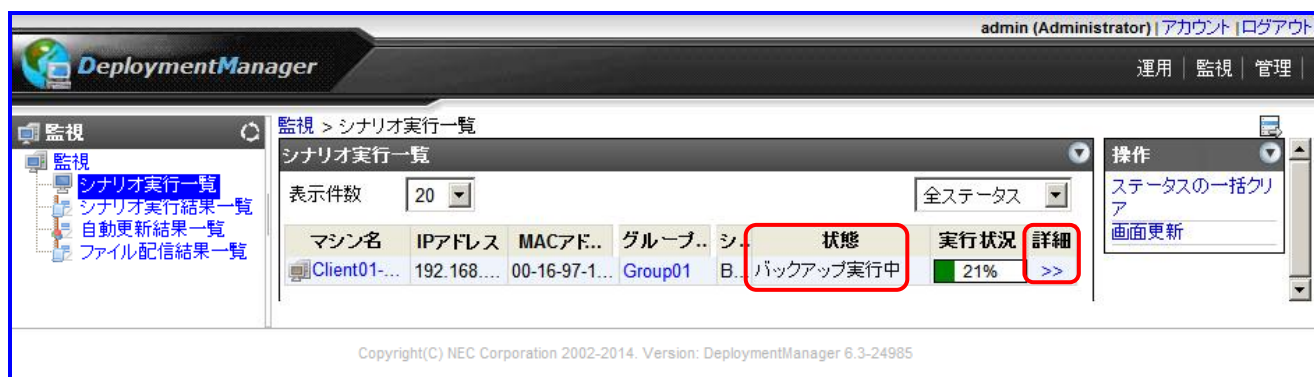 admin (Administrator) | アカウント | ログアウト
DeploymentManager
運用 | 監視 | 管理 |
監視
監視
シナリオ実行一覧
シナリオ実行結果一覧
自動更新結果一覧
ファイル配信結果一覧
監視 > シナリオ実行一覧
シナリオ実行一覧
表示件数 20 全ステータス
マシン名 IPアドレス MACアド... グループ.. シ.. 状態 実行状況 詳細
Client01-... 192.168.... 00-16-97-1... Group01 B... バックアップ実行中 21% >>
操作
ステータスの一括クリ
ア
画面更新
Copyright(C) NEC Corporation 2002-2014. Version: DeploymentManager 6.3-24985